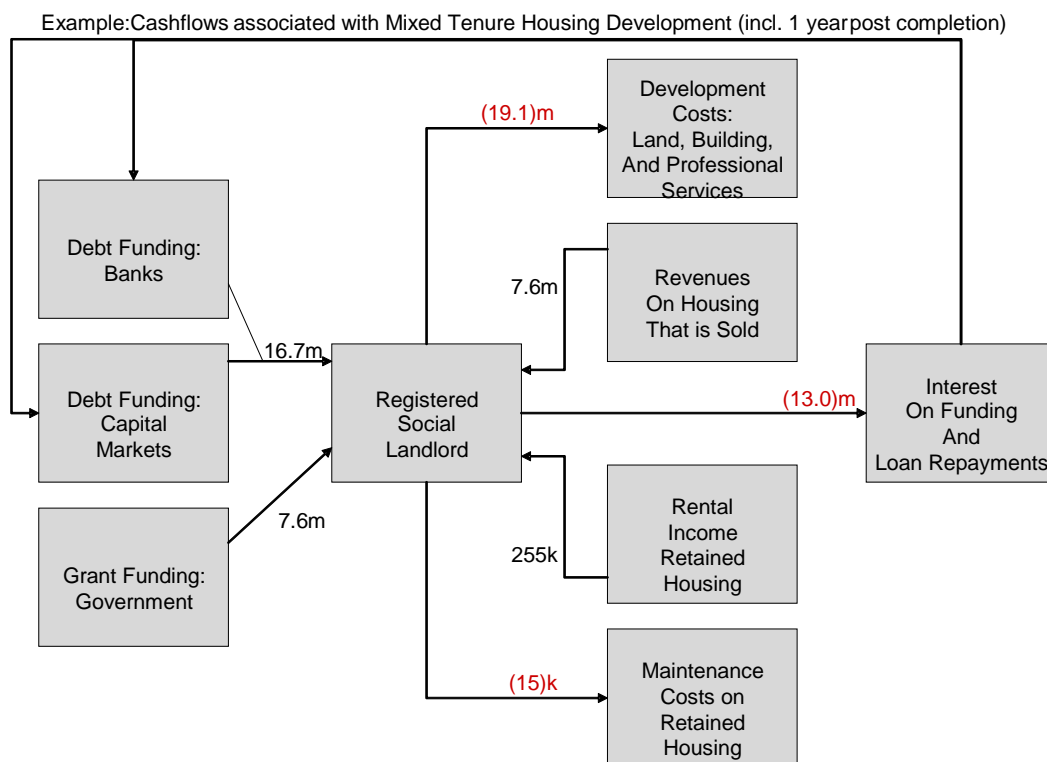 Example:Cashflows associated with Mixed Tenure Housing Development (incl. 1 yearpost completion)
Development
Costs:
Land, Building,
And Professional
Services
(19.1)m
Debt Funding:
Banks
7.6m
Revenues
On Housing
That is Sold
16.7m
Debt Funding:
Capital
Markets
Registered
Social
Landlord
(13.0)m
Interest
On Funding
And
Loan Repayments
7.6m
Grant Funding:
Government
255k
Rental
Income
Retained
Housing
(15)k
Maintenance
Costs on
Retained
Housing